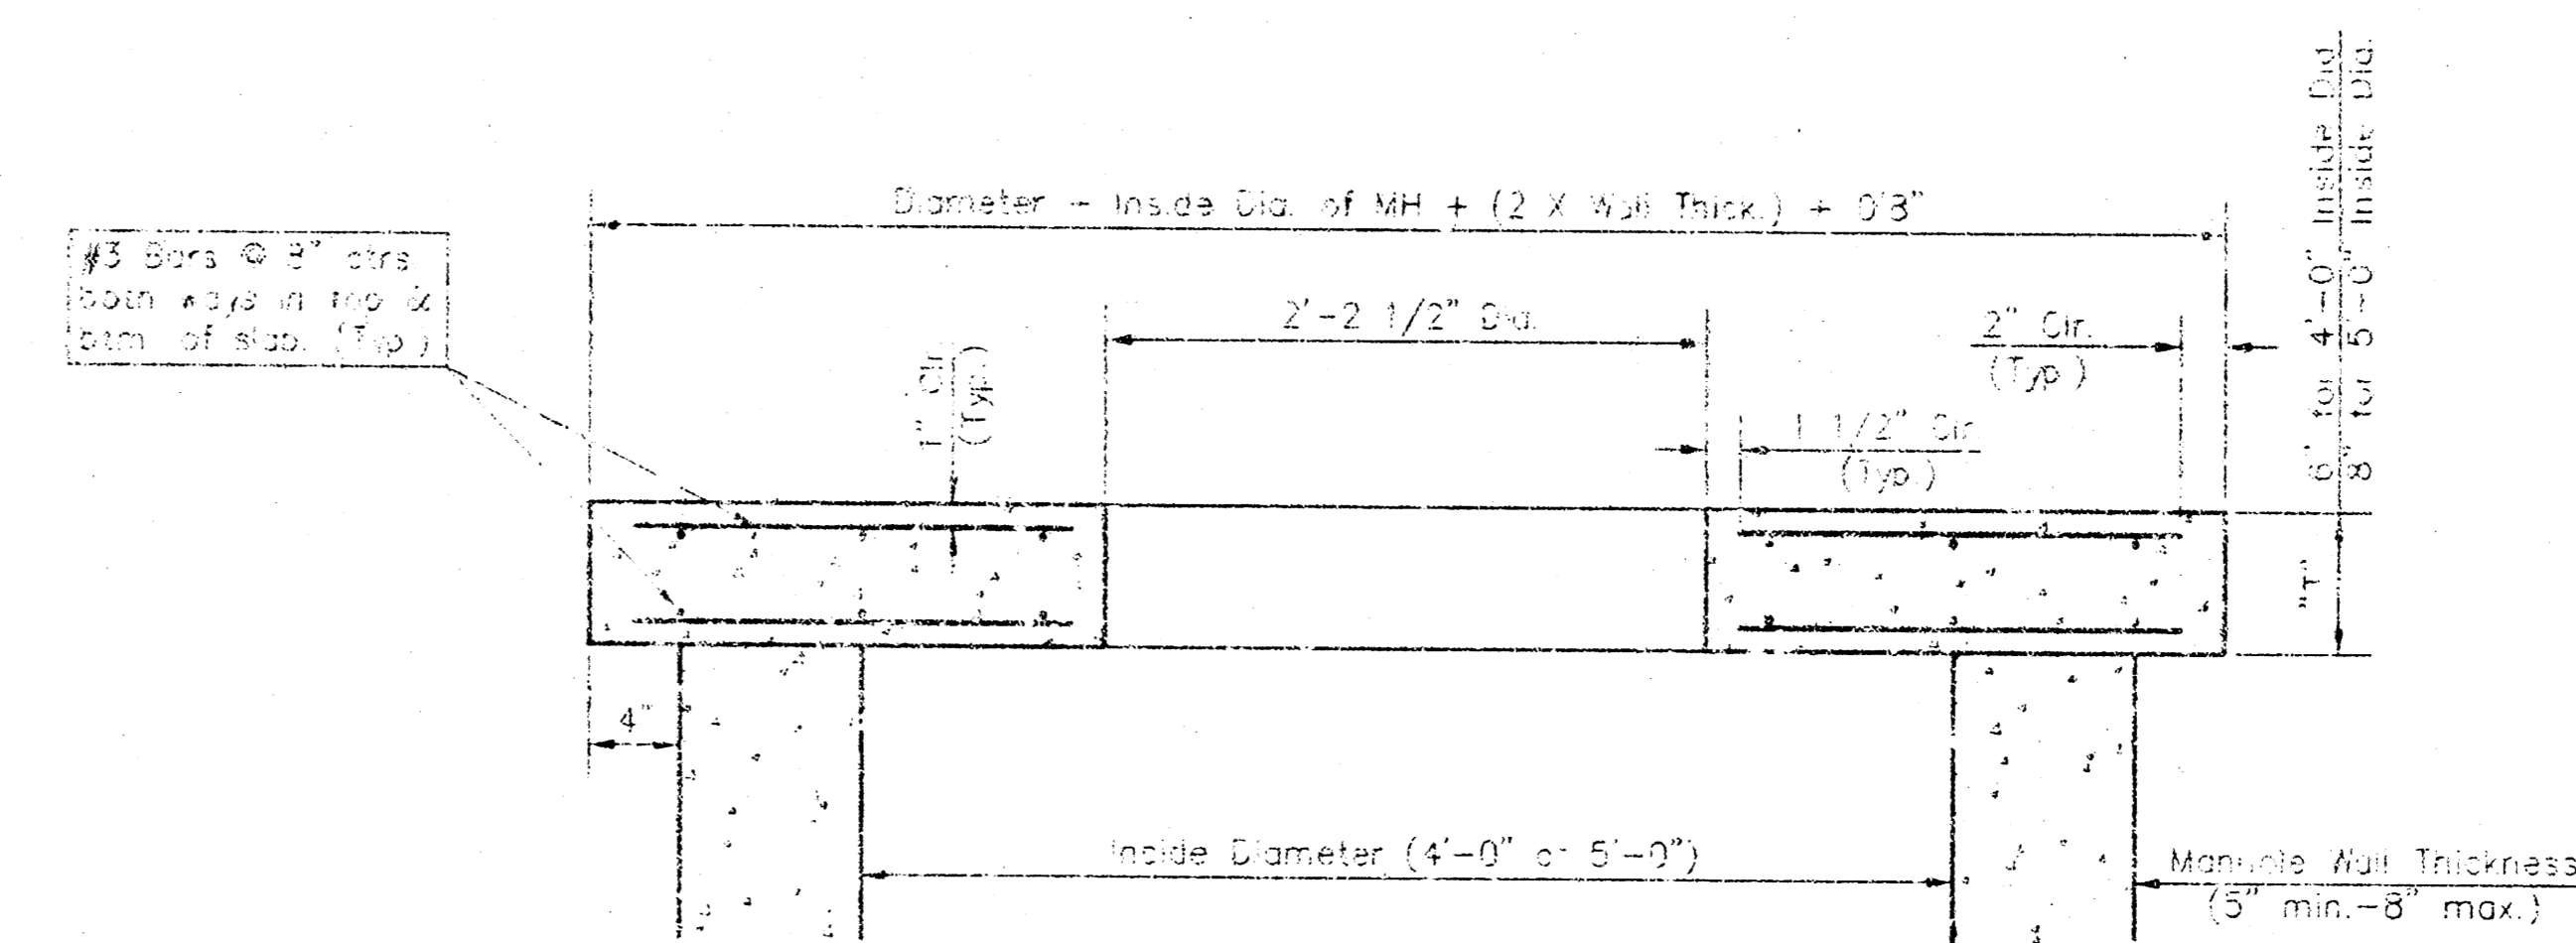 6" for 4'-0" Inside Dia.
8" for 5'-0" Inside Dia.
Diameter - Inside Dia. of MH + (2 X Wall Thick.) + 0'8"
#3 Bars @ 8" ctrs.
both ways in top &
btm. of slab. (Typ.)
2'-2 1/2" Dia.
2" Clr.
(Typ.)
1" Clr.
(Typ.)
1 1/2" Clr.
(Typ.)
"T"
4"
Inside Diameter (4'-0" or 5'-0")
Manhole Wall Thickness
(5" min.-8" max.)